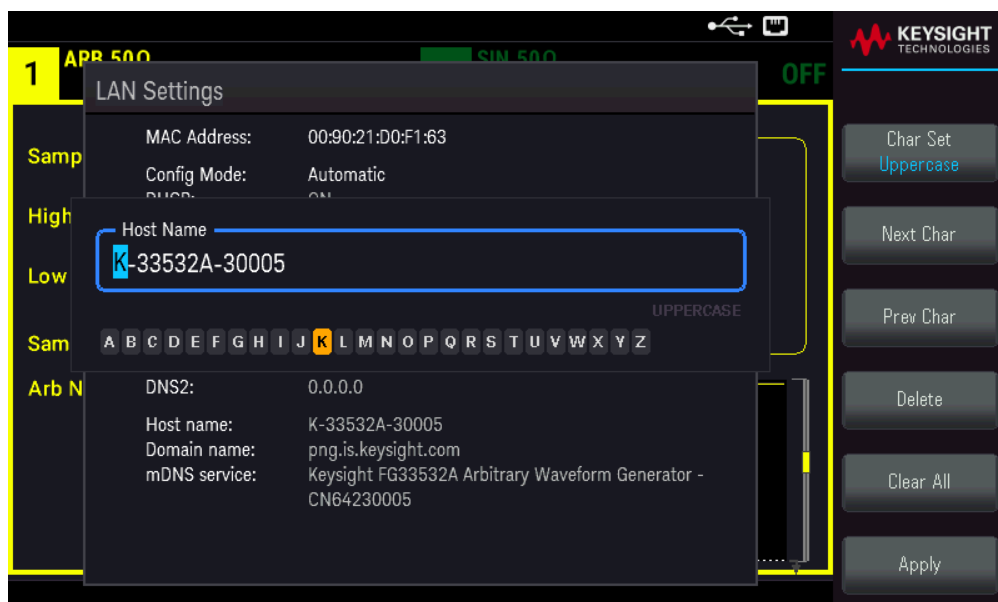 KEYSIGHT
TECHNOLOGIES
1
ARB 50Ω
SIN 50Ω
OFF
LAN Settings
MAC Address: 00:90:21:D0:F1:63
Config Mode: Automatic
DHCP: ON
Samp
High
Low
Sam
Arb N
Host Name
K-33532A-30005
UPPERCASE
A B C D E F G H I J K L M N O P Q R S T U V W X Y Z
DNS2: 0.0.0.0
Host name: K-33532A-30005
Domain name: png.is.keysight.com
mDNS service: Keysight FG33532A Arbitrary Waveform Generator -
CN64230005
Char Set
Uppercase
Next Char
Prev Char
Delete
Clear All
Apply